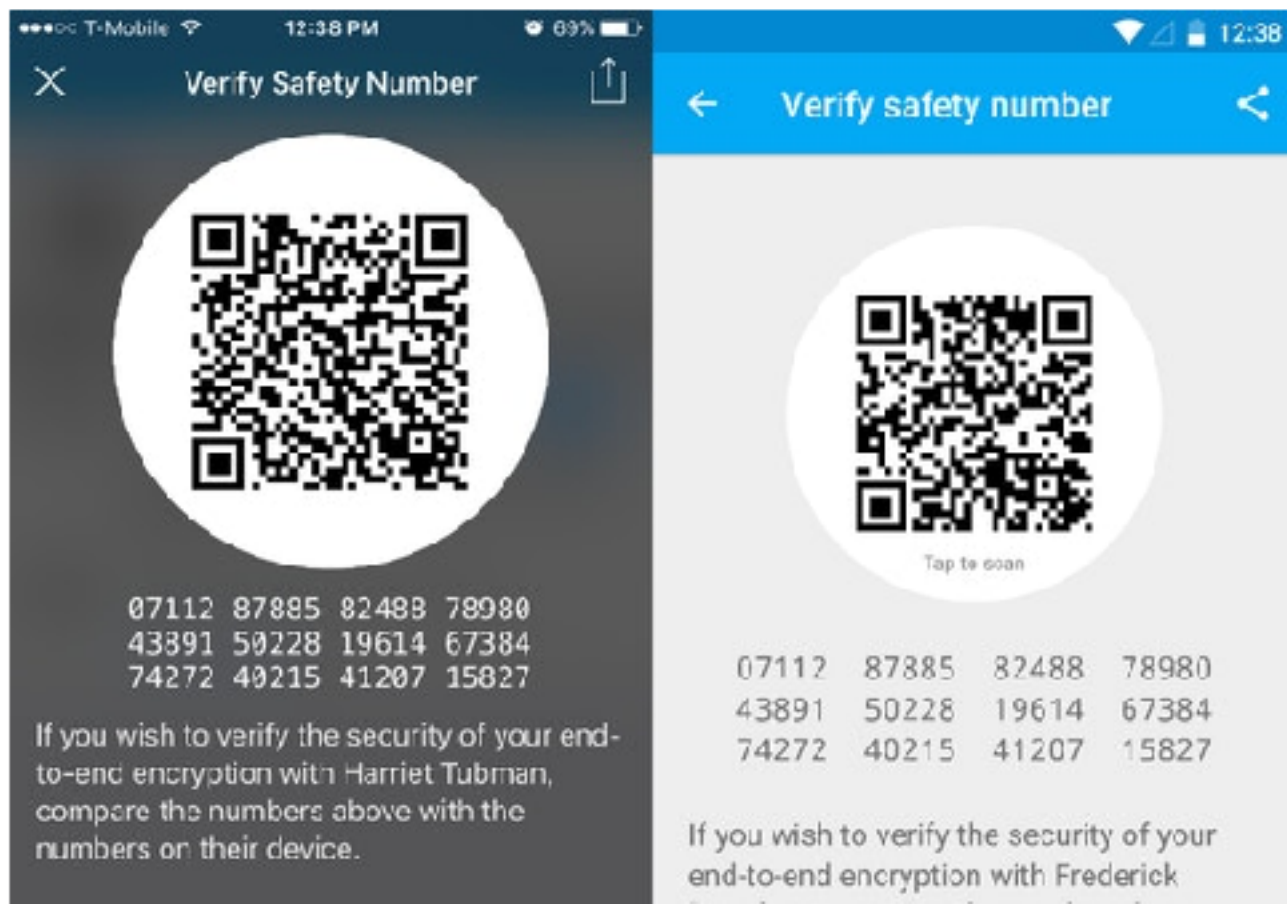 T-Mobile 12:38 PM 69%
Verify Safety Number
07112 87885 82488 78980
43891 50228 19614 67384
74272 40215 41207 15827
If you wish to verify the security of your end-
to-end encryption with Harriet Tubman,
compare the numbers above with the
numbers on their device.
12:38
Verify safety number
Tap to scan
07112 87885 82488 78980
43891 50228 19614 67384
74272 40215 41207 15827
If you wish to verify the security of your
end-to-end encryption with Frederick